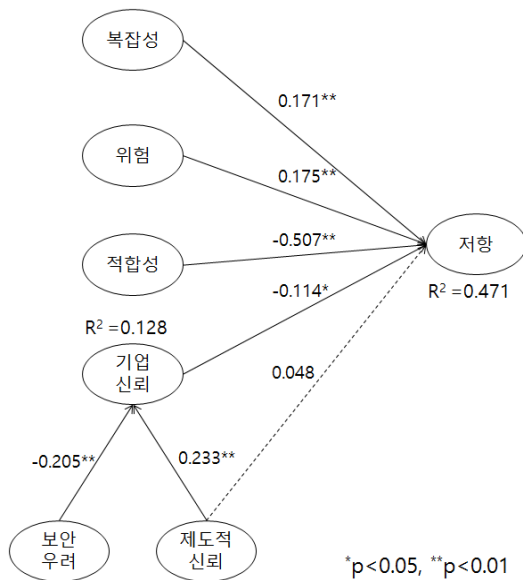 복잡성
0.171**
위험
0.175**
-0.507**
저항
적합성
R² =0.471
-0.114*
R² =0.128
기업
신뢰
0.048
-0.205**
0.233**
보안
우려
제도적
신뢰
*p<0.05, **p<0.01